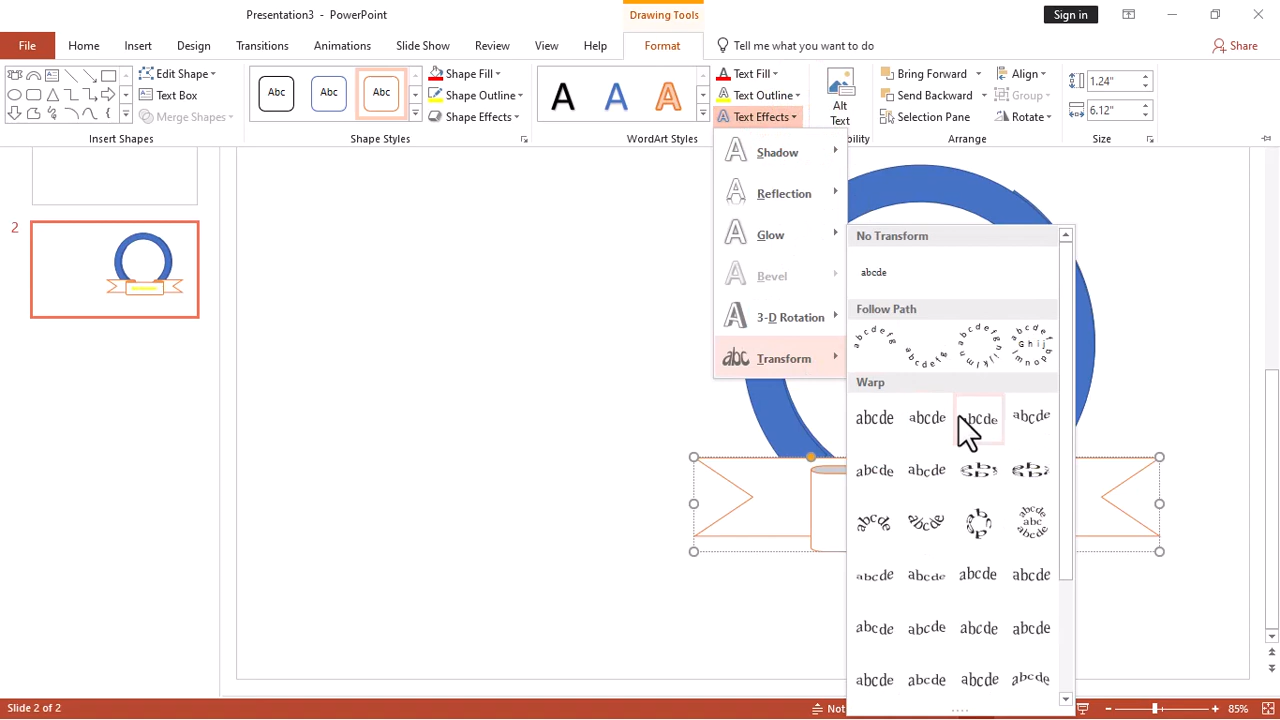 Presentation3 - PowerPoint
Drawing Tools
Sign in
File
Home
Insert
Design
Transitions
Animations
Slide Show
Review
View
Help
Format
Tell me what you want to do
Share
Edit Shape
Text Box
Merge Shapes
Insert Shapes
Abc
Abc
Abc
Shape Fill
Shape Outline
Shape Effects
Shape Styles
A
A
A
Text Fill
Text Outline
Text Effects
WordArt Styles
Alt
Text
bility
Bring Forward
Send Backward
Selection Pane
Align
Group
Rotate
Arrange
1.24"
6.12"
Size
Shadow
Reflection
Glow
Bevel
3-D Rotation
Transform
No Transform
abcde
Follow Path
Warp
abcde abcde abcde abcde
abcde abcde
abcde abcde
abcde abcde abcde abcde
abcde abcde abcde abcde
abcde abcde abcde abcde
2
Slide 2 of 2
Not
85%